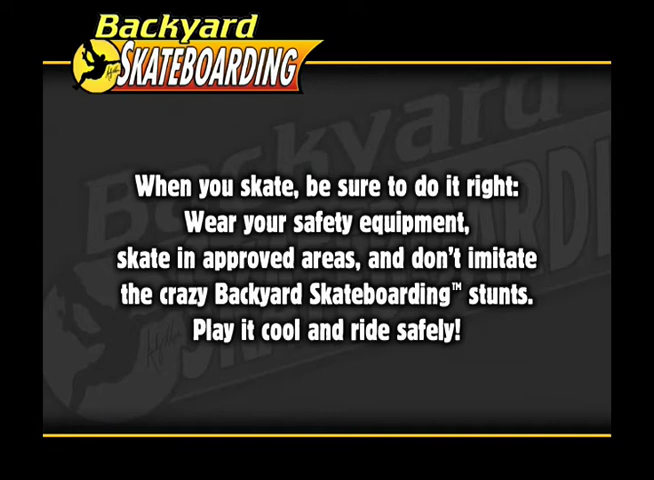 Backyard
SKATEBOARDING
When you skate, be sure to do it right:
Wear your safety equipment,
skate in approved areas, and don't imitate
the crazy Backyard Skateboarding™ stunts.
Play it cool and ride safely!